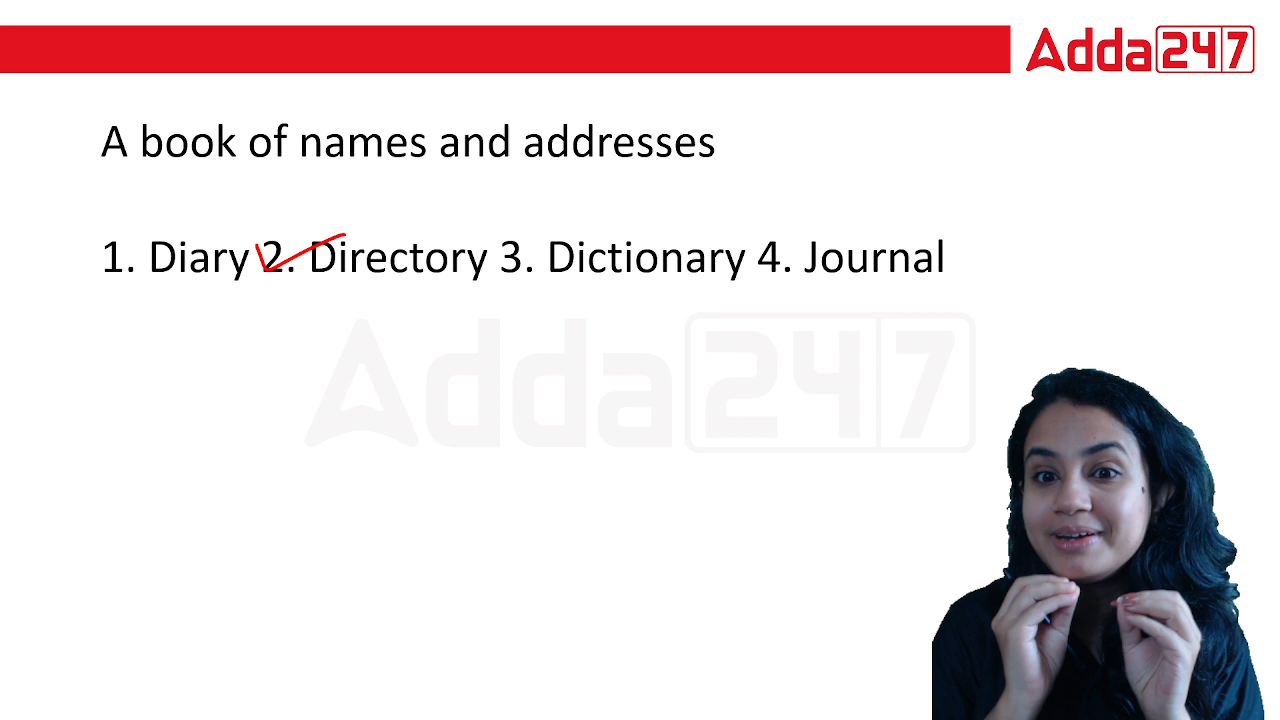 Adda247
A book of names and addresses
1. Diary 2. Directory 3. Dictionary 4. Journal
Adda247